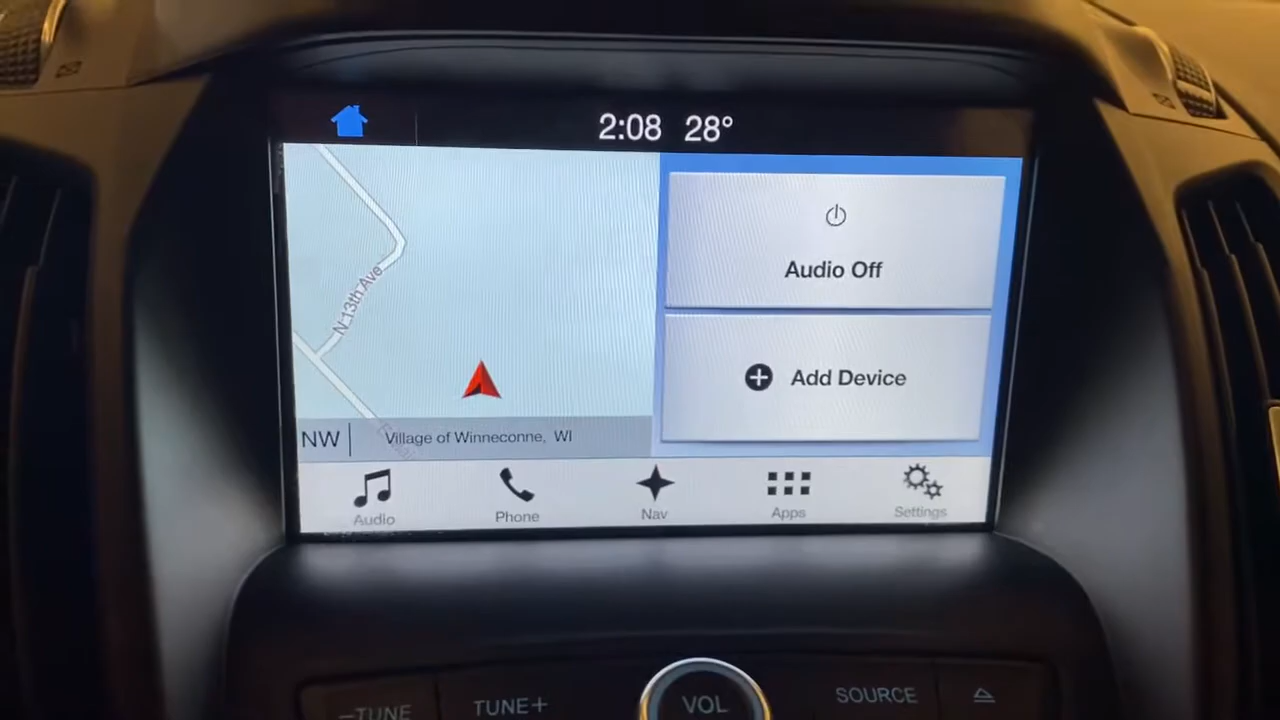 2:08 28°
N 13th Ave
NW
Village of Winneconne, WI
Audio Off
Add Device
Audio
Phone
Nav
Apps
Settings
–TUNE
TUNE+
VOL
SOURCE